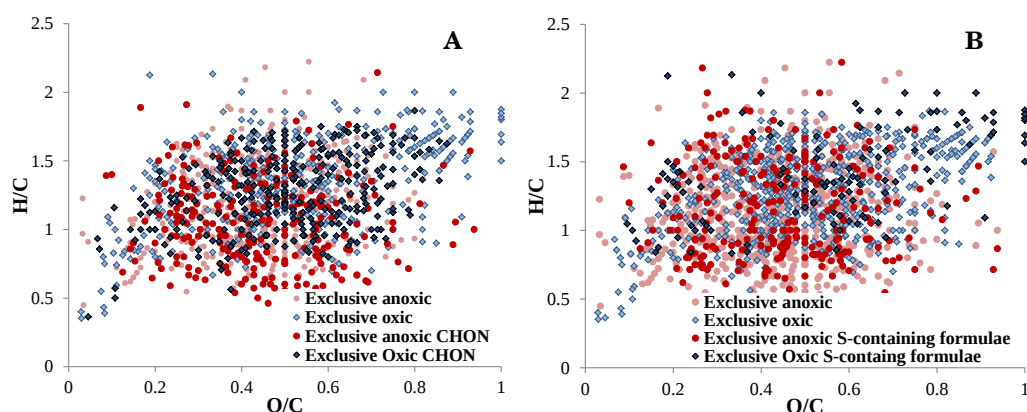 A
2.5
2
1.5
1
0.5
0
H/C
0
0.2
0.4
0.6
0.8
1
O/C
Exclusive anoxic
Exclusive oxic
Exclusive anoxic CHON
Exclusive Oxic CHON
B
2.5
2
1.5
1
0.5
0
H/C
0
0.2
0.4
0.6
0.8
1
O/C
Exclusive anoxic
Exclusive oxic
Exclusive anoxic S-containing formulae
Exclusive Oxic S-containg formulae